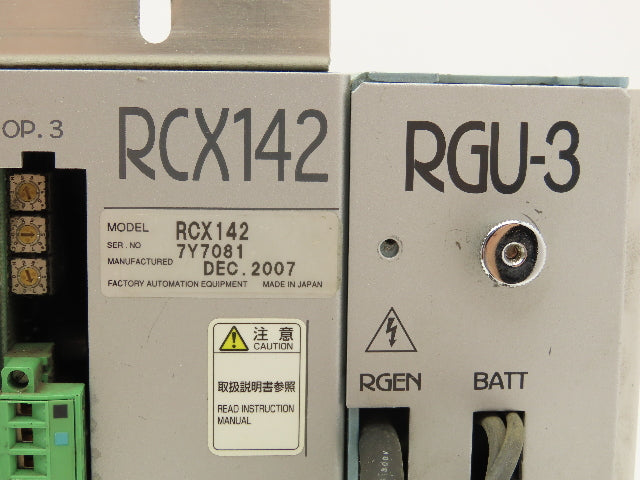 OP.3
RCX142
RGU-3
MODEL RCX142
SER. NO 7Y7081
MANUFACTURED DEC.2007
FACTORY AUTOMATION EQUIPMENT MADE IN JAPAN
注意
CAUTION
取扱説明書参照
READ INSTRUCTION
MANUAL
RGEN BATT